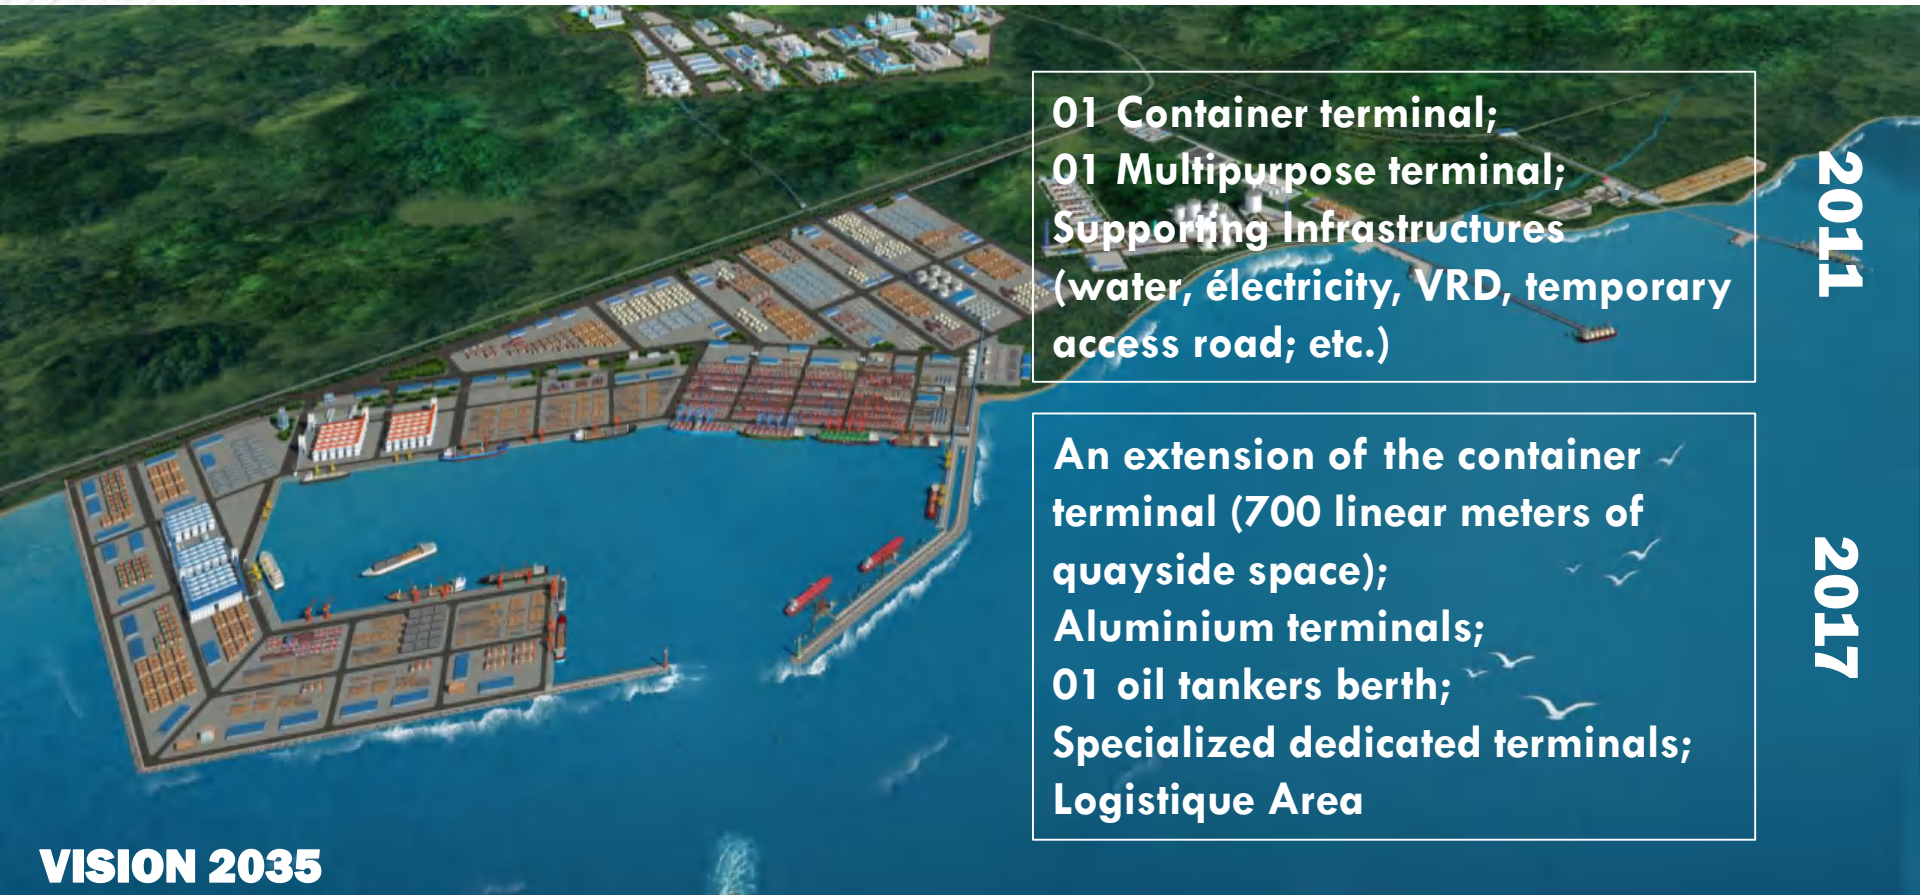 01 Container terminal;
01 Multipurpose terminal;
Supporting Infrastructures
(water, électricity, VRD, temporary
access road; etc.)
2011
An extension of the container
terminal (700 linear meters of
quayside space);
Aluminium terminals;
01 oil tankers berth;
Specialized dedicated terminals;
Logistique Area
2017
VISION 2035